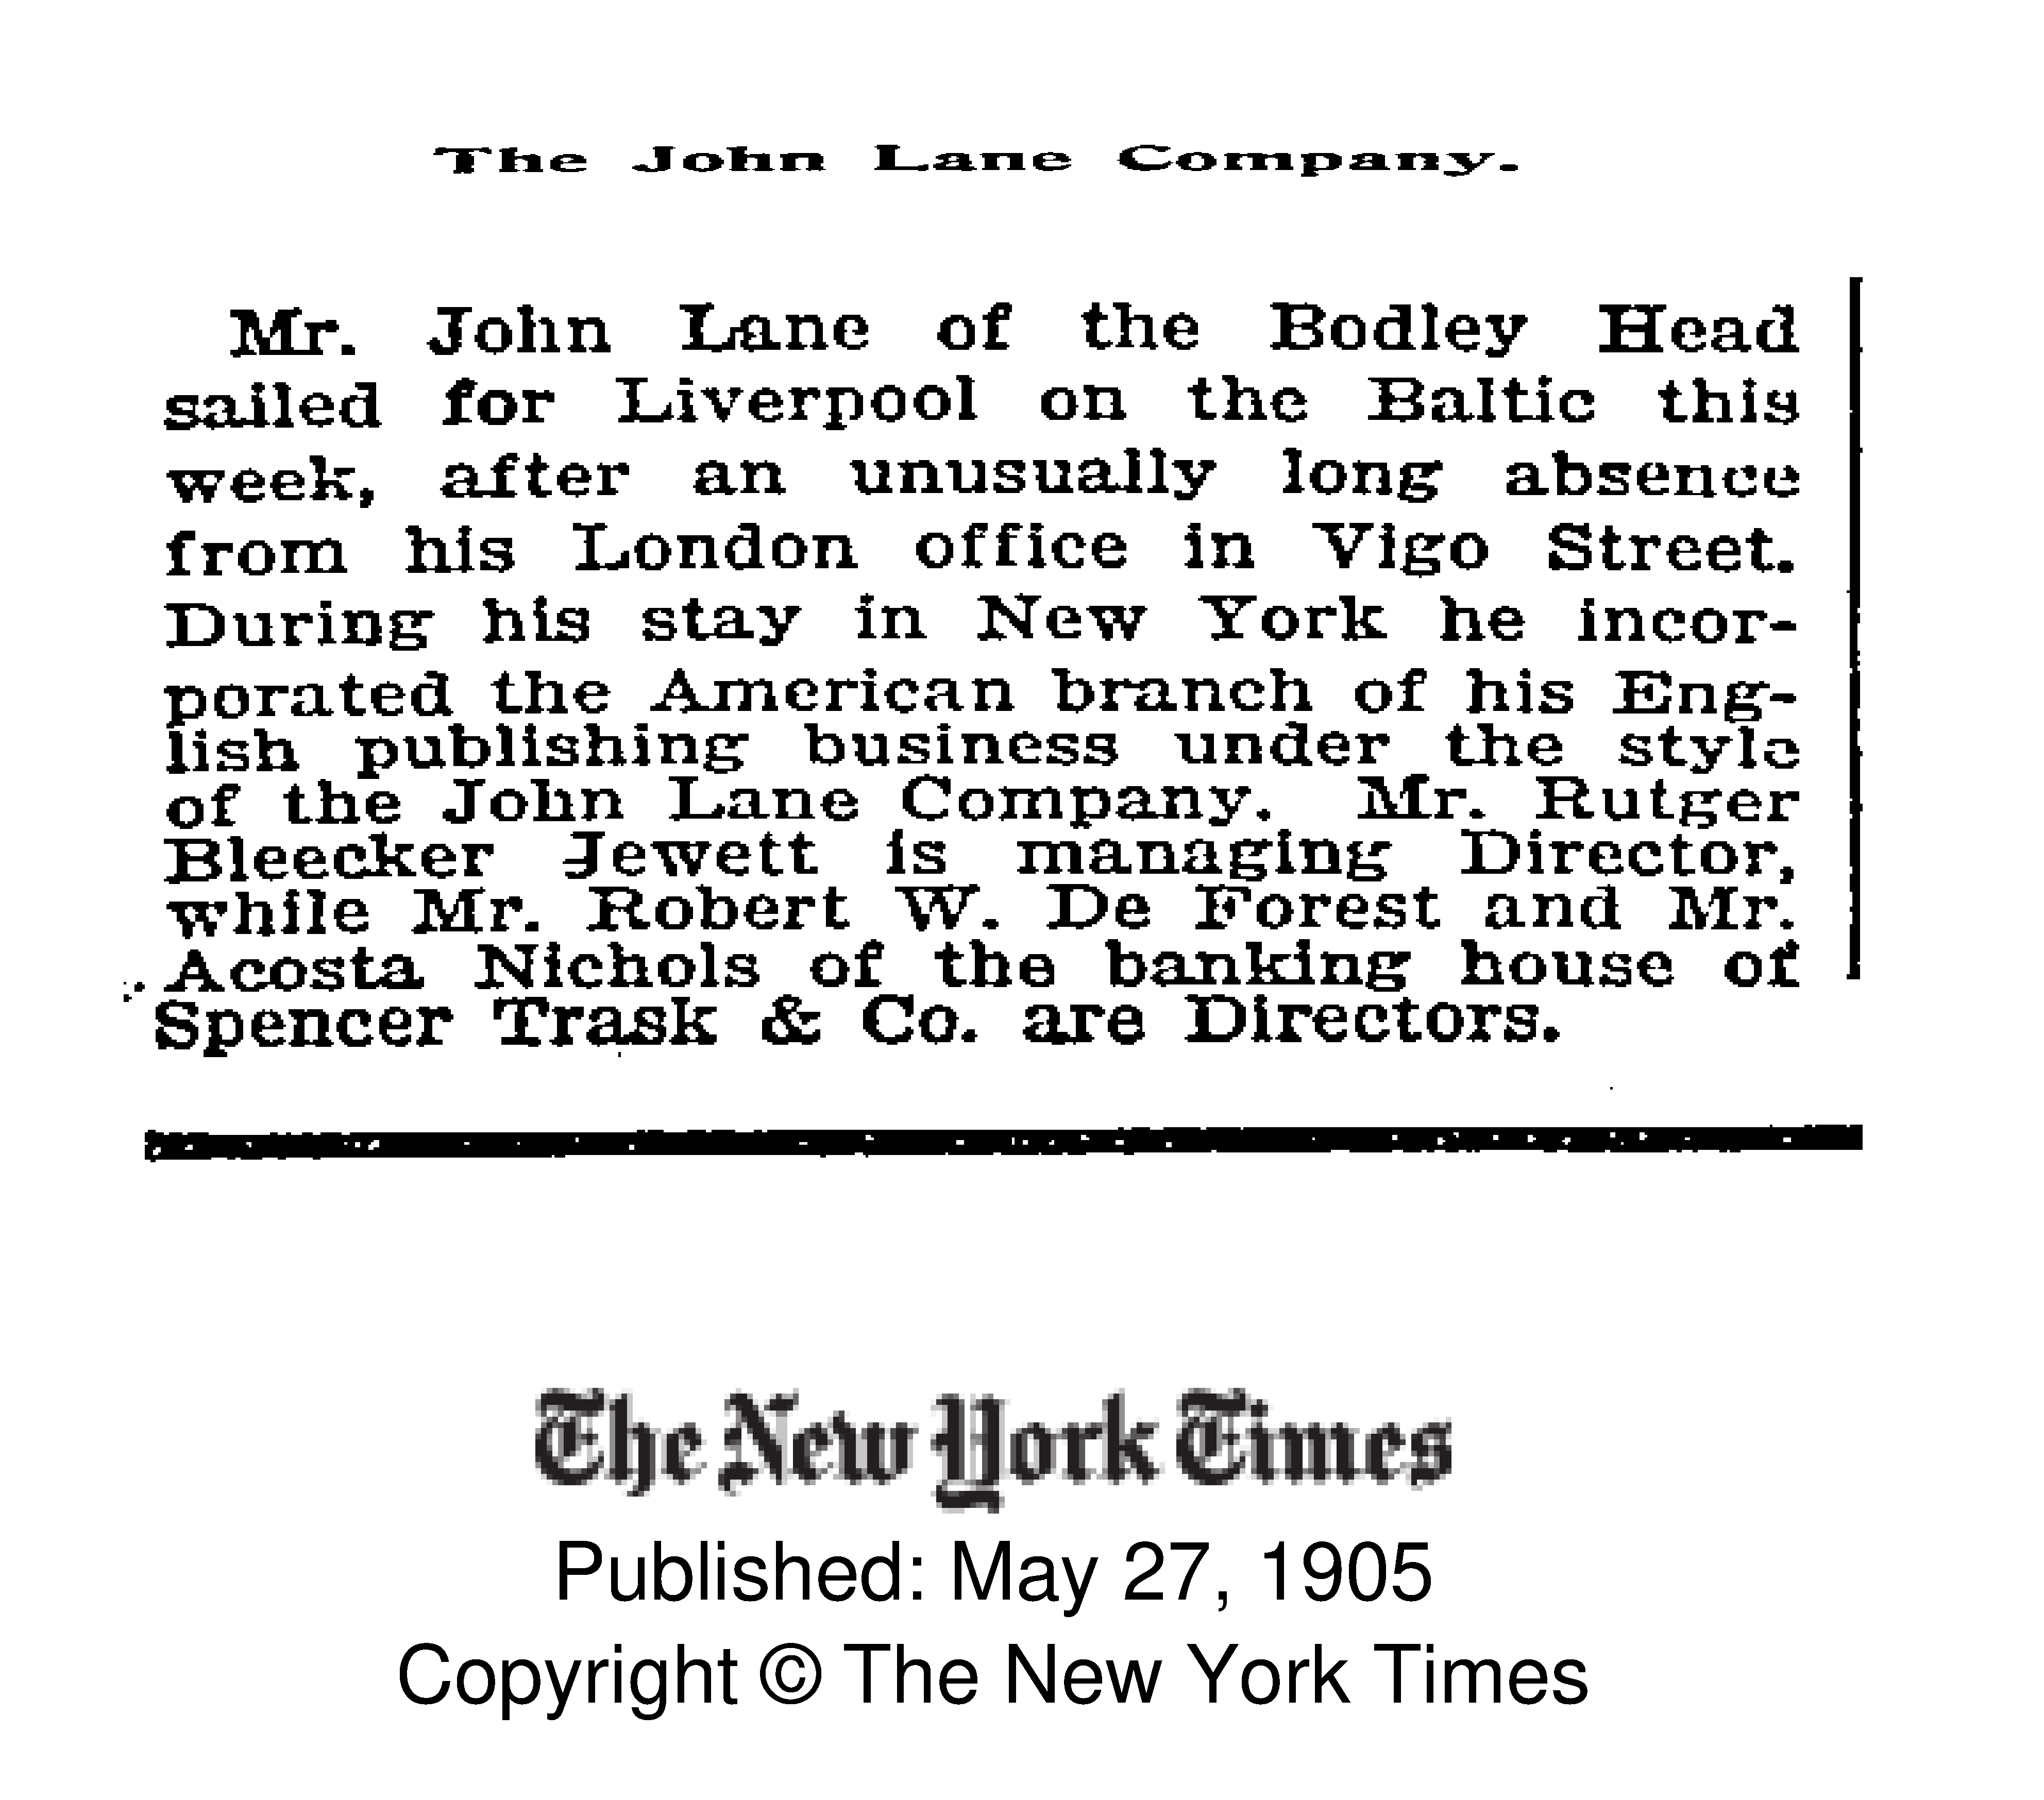 The John Lane Company.
Mr. John Lane of the Bodley Head
sailed for Liverpool on the Baltic this
week, after an unusually long absence
from his London office in Vigo Street.
During his stay in New York he incor-
porated the American branch of his Eng-
lish publishing business under the style
of the John Lane Company. Mr. Rutger
Bleecker Jewett is managing Director,
while Mr. Robert W. De Forest and Mr.
Acosta Nichols of the banking house of
Spencer Trask & Co. are Directors.
The New York Times
Published: May 27, 1905
Copyright © The New York Times